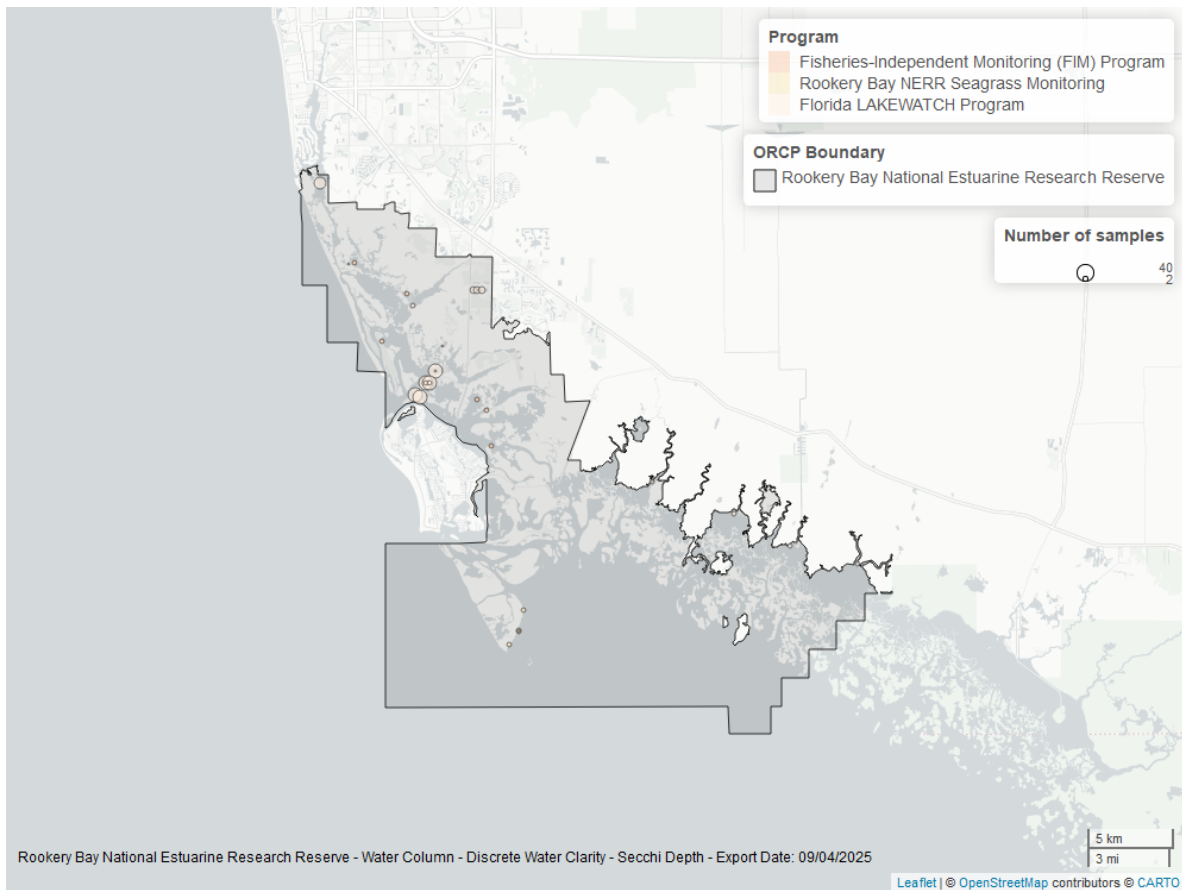 Program
Fisheries-Independent Monitoring (FIM) Program
Rookery Bay NERR Seagrass Monitoring
Florida LAKEWATCH Program
ORCP Boundary
Rookery Bay National Estuarine Research Reserve
Number of samples
40
2
5 km
3 mi
Rookery Bay National Estuarine Research Reserve - Water Column - Discrete Water Clarity - Secchi Depth - Export Date: 09/04/2025
Leaflet | © OpenStreetMap contributors © CARTO